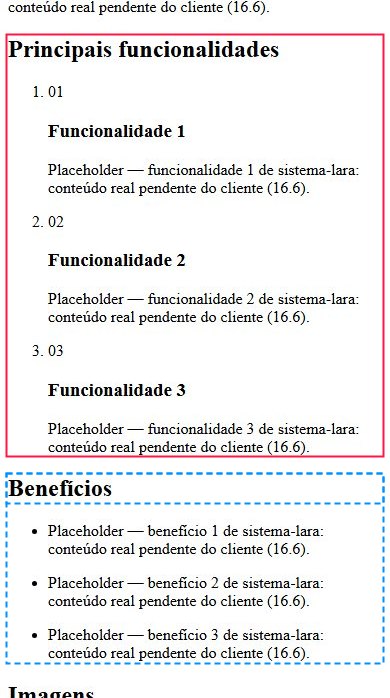 conteúdo real pendente do cliente (16.6).
Principais funcionalidades
1. 01
Funcionalidade 1
Placeholder — funcionalidade 1 de sistema-lara:
conteúdo real pendente do cliente (16.6).
2. 02
Funcionalidade 2
Placeholder — funcionalidade 2 de sistema-lara:
conteúdo real pendente do cliente (16.6).
3. 03
Funcionalidade 3
Placeholder — funcionalidade 3 de sistema-lara:
conteúdo real pendente do cliente (16.6).
Benefícios
• Placeholder — benefício 1 de sistema-lara:
conteúdo real pendente do cliente (16.6).
• Placeholder — benefício 2 de sistema-lara:
conteúdo real pendente do cliente (16.6).
• Placeholder — benefício 3 de sistema-lara:
conteúdo real pendente do cliente (16.6).
Imagens